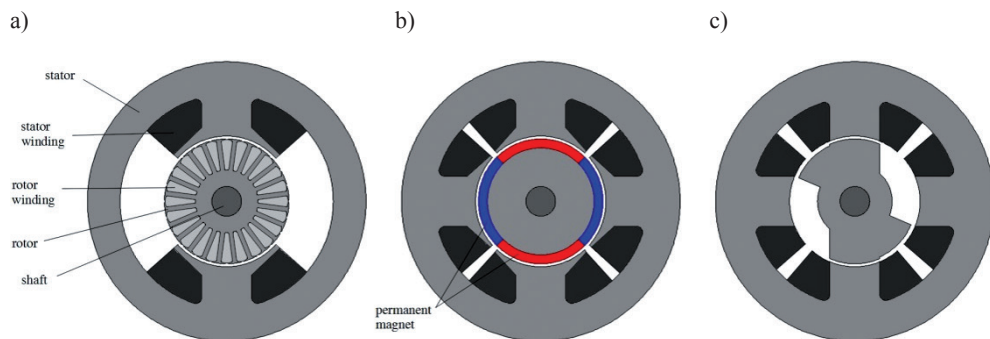 a)
b)
c)
stator
stator
winding
rotor
winding
rotor
shaft
permanent
magnet